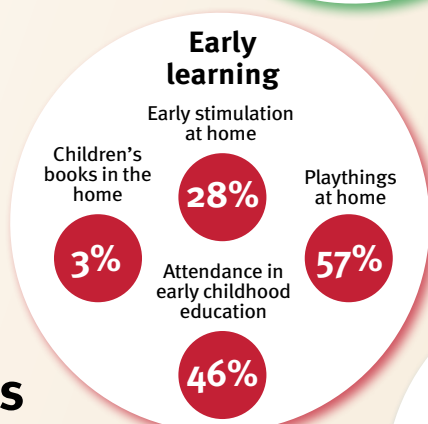 Early
learning
Early stimulation
at home
28%
Children's
books in the
home
3%
Playthings
at home
57%
Attendance in
early childhood
education
46%
s